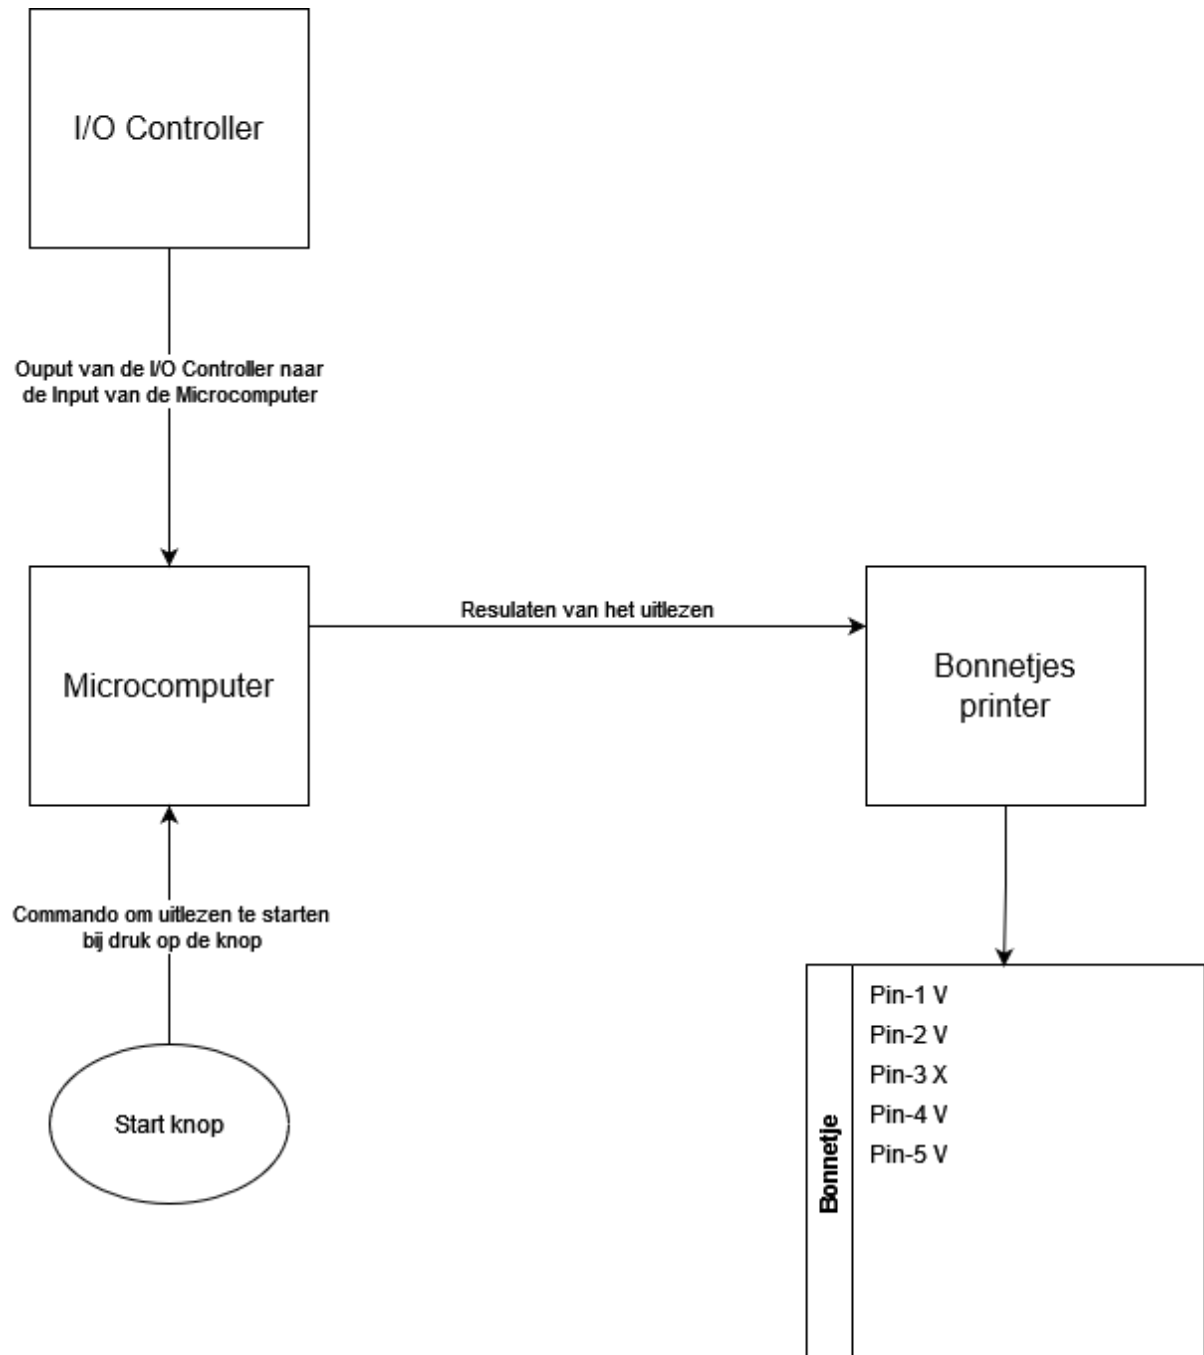 I/O Controller
Ouput van de I/O Controller naar
de Input van de Microcomputer
Microcomputer
Resulaten van het uitlezen
Bonnetjes
printer
Commando om uitlezen te starten
bij druk op de knop
Start knop
Bonnetje
Pin-1 V
Pin-2 V
Pin-3 X
Pin-4 V
Pin-5 V